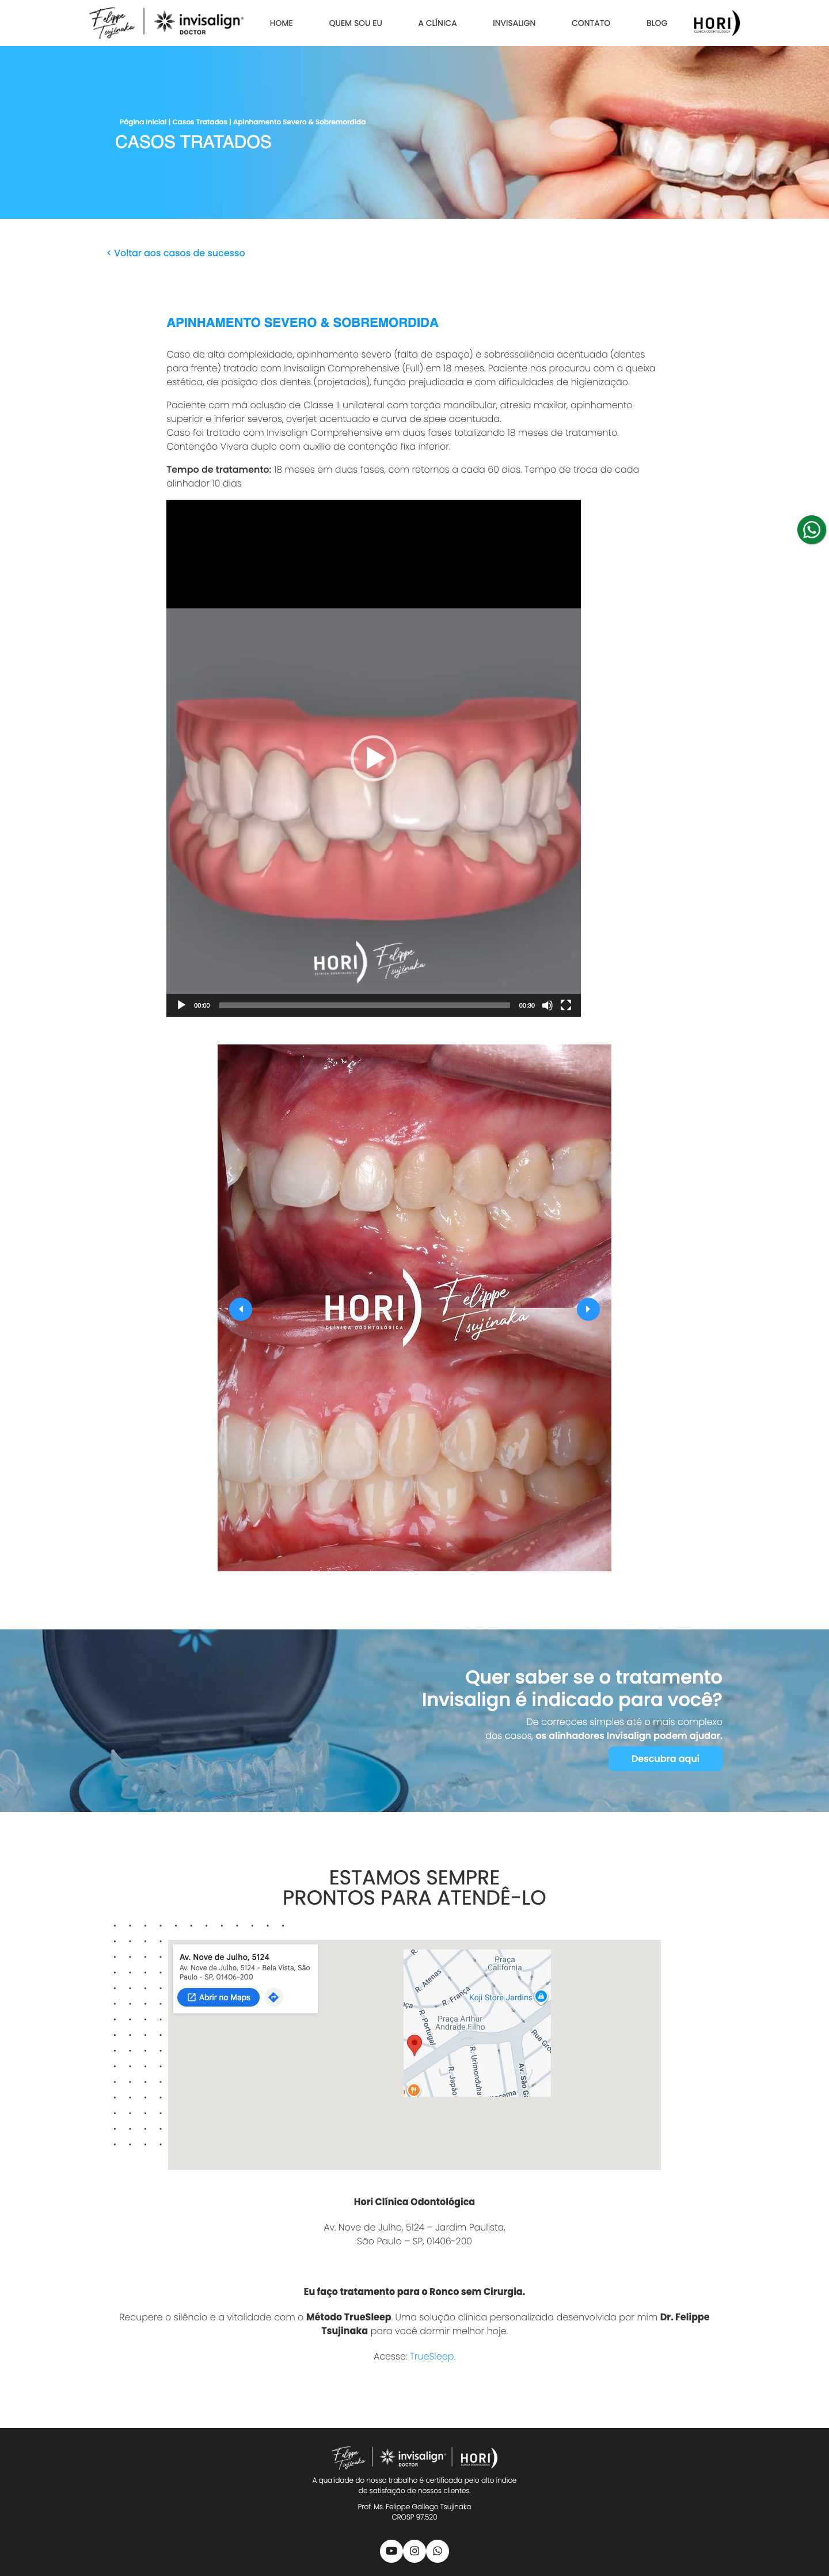 Felippe Tsujinaka
invisalign
DOCTOR
HOME
QUEM SOU EU
A CLÍNICA
INVISALIGN
CONTATO
BLOG
HORI
CLÍNICA ODONTOLÓGICA
Página Inicial | Casos Tratados | Apinhamento Severo & Sobremordida
CASOS TRATADOS
< Voltar aos casos de sucesso
APINHAMENTO SEVERO & SOBREMORDIDA
Caso de alta complexidade, apinhamento severo (falta de espaço) e sobressaliência acentuada (dentes
para frente) tratado com Invisalign Comprehensive (Full) em 18 meses. Paciente nos procurou com a queixa
estética, de posição dos dentes (projetados), função prejudicada e com dificuldades de higienização.
Paciente com má oclusão de Classe II unilateral com torção mandibular, atresia maxilar, apinhamento
superior e inferior severos, overjet acentuado e curva de spee acentuada.
Caso foi tratado com Invisalign Comprehensive em duas fases totalizando 18 meses de tratamento.
Contenção Vivera duplo com auxílio de contenção fixa inferior.
Tempo de tratamento: 18 meses em duas fases, com retornos a cada 60 dias. Tempo de troca de cada
alinhador 10 dias
HORI
Felippe Tsujinaka
00:00
00:30
HORI
CLÍNICA ODONTOLÓGICA
Felippe Tsujinaka
Quer saber se o tratamento
Invisalign é indicado para você?
De correções simples até o mais complexo
dos casos, os alinhadores Invisalign podem ajudar.
Descubra aqui
ESTAMOS SEMPRE
PRONTOS PARA ATENDÊ-LO
Av. Nove de Julho, 5124
Av. Nove de Julho, 5124 - Bela Vista, São
Paulo - SP, 01406-200
Abrir no Maps
Praça
California
R. Atenas
R. França
Koji Store Jardins
Praça Arthur
Andrade Filho
R. Portugal
R. Urimonduba
R. Japão
Hori Clínica Odontológica
Av. Nove de Julho, 5124 – Jardim Paulista,
São Paulo – SP, 01406-200
Eu faço tratamento para o Ronco sem Cirurgia.
Recupere o silêncio e a vitalidade com o Método TrueSleep. Uma solução clínica personalizada desenvolvida por mim Dr. Felippe
Tsujinaka para você dormir melhor hoje.
Acesse: TrueSleep.
Felippe Tsujinaka
invisalign
DOCTOR
HORI
A qualidade do nosso trabalho é certificada pelo alto índice
de satisfação de nossos clientes.
Prof. Ms. Felippe Gallego Tsujinaka
CROSP 97.520